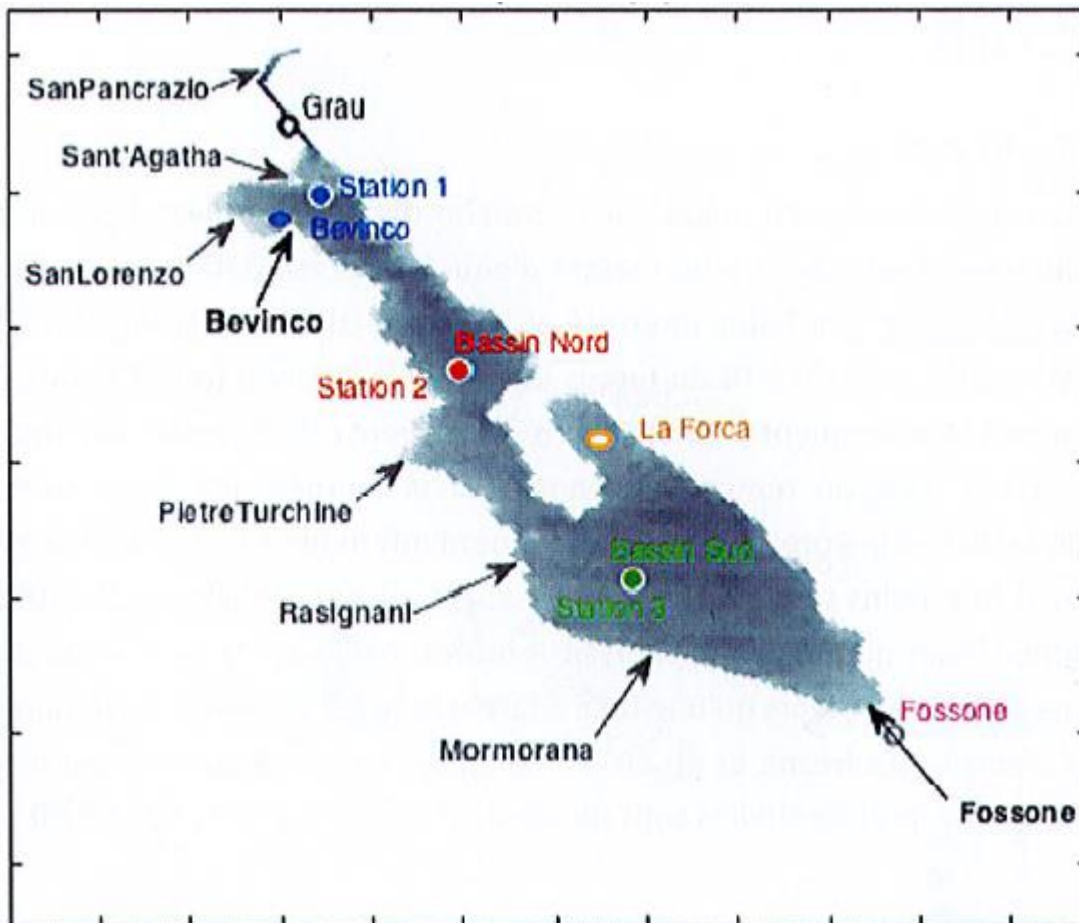 SanPancrazio
Grau
Sant'Agatha
Station 1
Bevinco
SanLorenzo
Bevinco
Bassin Nord
Station 2
La Forca
PietreTurchine
Bassin Sud
Station 3
Rasignani
Fossone
Mormorana
Fossone